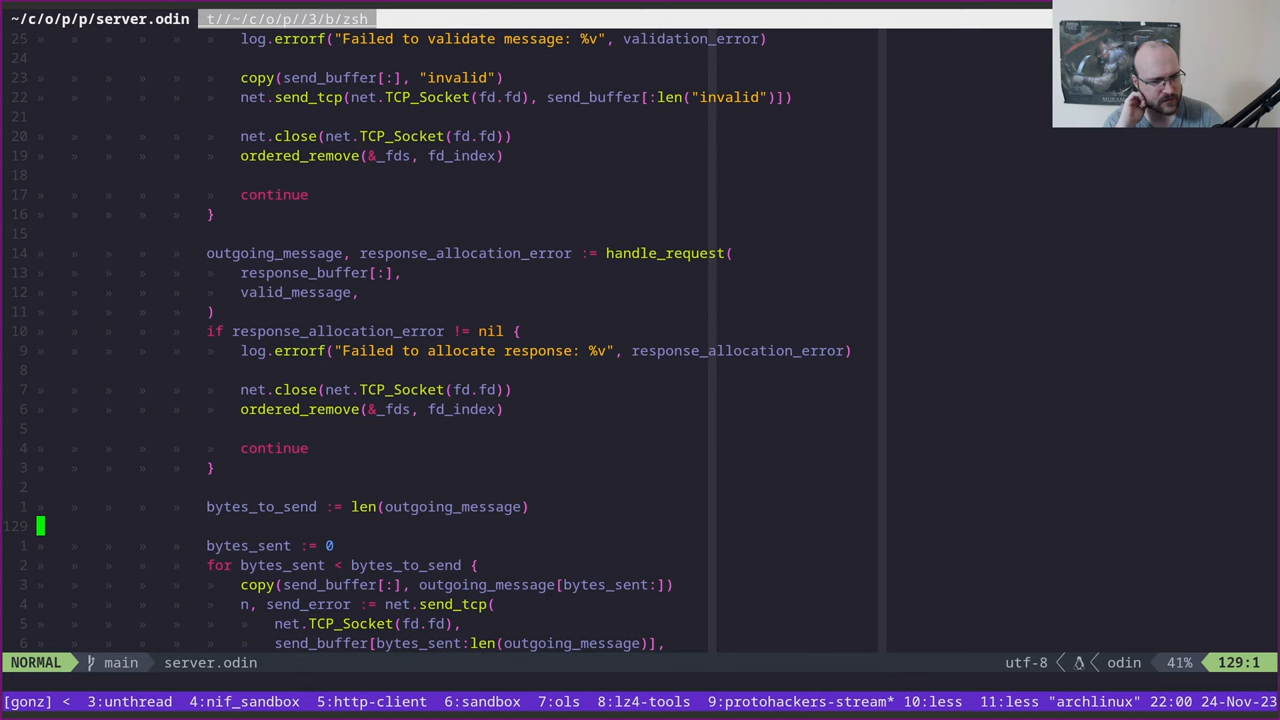 ~/c/o/p/p/server.odin t//~/c/o/p//3/b/zsh
25 » » » » » » log.errorf("Failed to validate message: %v", validation_error)
24
23 » » » » » » copy(send_buffer[:], "invalid")
22 » » » » » » net.send_tcp(net.TCP_Socket(fd.fd), send_buffer[:len("invalid")])
21
20 » » » » » » net.close(net.TCP_Socket(fd.fd))
19 » » » » » » ordered_remove(&_fds, fd_index)
18
17 » » » » » » continue
16 » » » » » }
15
14 » » » » » outgoing_message, response_allocation_error := handle_request(
13 » » » » » » response_buffer[:],
12 » » » » » » valid_message,
11 » » » » » )
10 » » » » » if response_allocation_error != nil {
9 » » » » » » log.errorf("Failed to allocate response: %v", response_allocation_error)
8
7 » » » » » » net.close(net.TCP_Socket(fd.fd))
6 » » » » » » ordered_remove(&_fds, fd_index)
5
4 » » » » » » continue
3 » » » » » }
2
1 » » » » » bytes_to_send := len(outgoing_message)
129
1 » » » » » bytes_sent := 0
2 » » » » » for bytes_sent < bytes_to_send {
3 » » » » » » copy(send_buffer[:], outgoing_message[bytes_sent:])
4 » » » » » » n, send_error := net.send_tcp(
5 » » » » » » » net.TCP_Socket(fd.fd),
6 » » » » » » » send_buffer[bytes_sent:len(outgoing_message)],
NORMAL main server.odin utf-8 odin 41% 129:1
[gonz] < 3:unthread 4:nif_sandbox 5:http-client 6:sandbox 7:ols 8:lz4-tools 9:protohackers-stream* 10:less 11:less "archlinux" 22:00 24-Nov-23